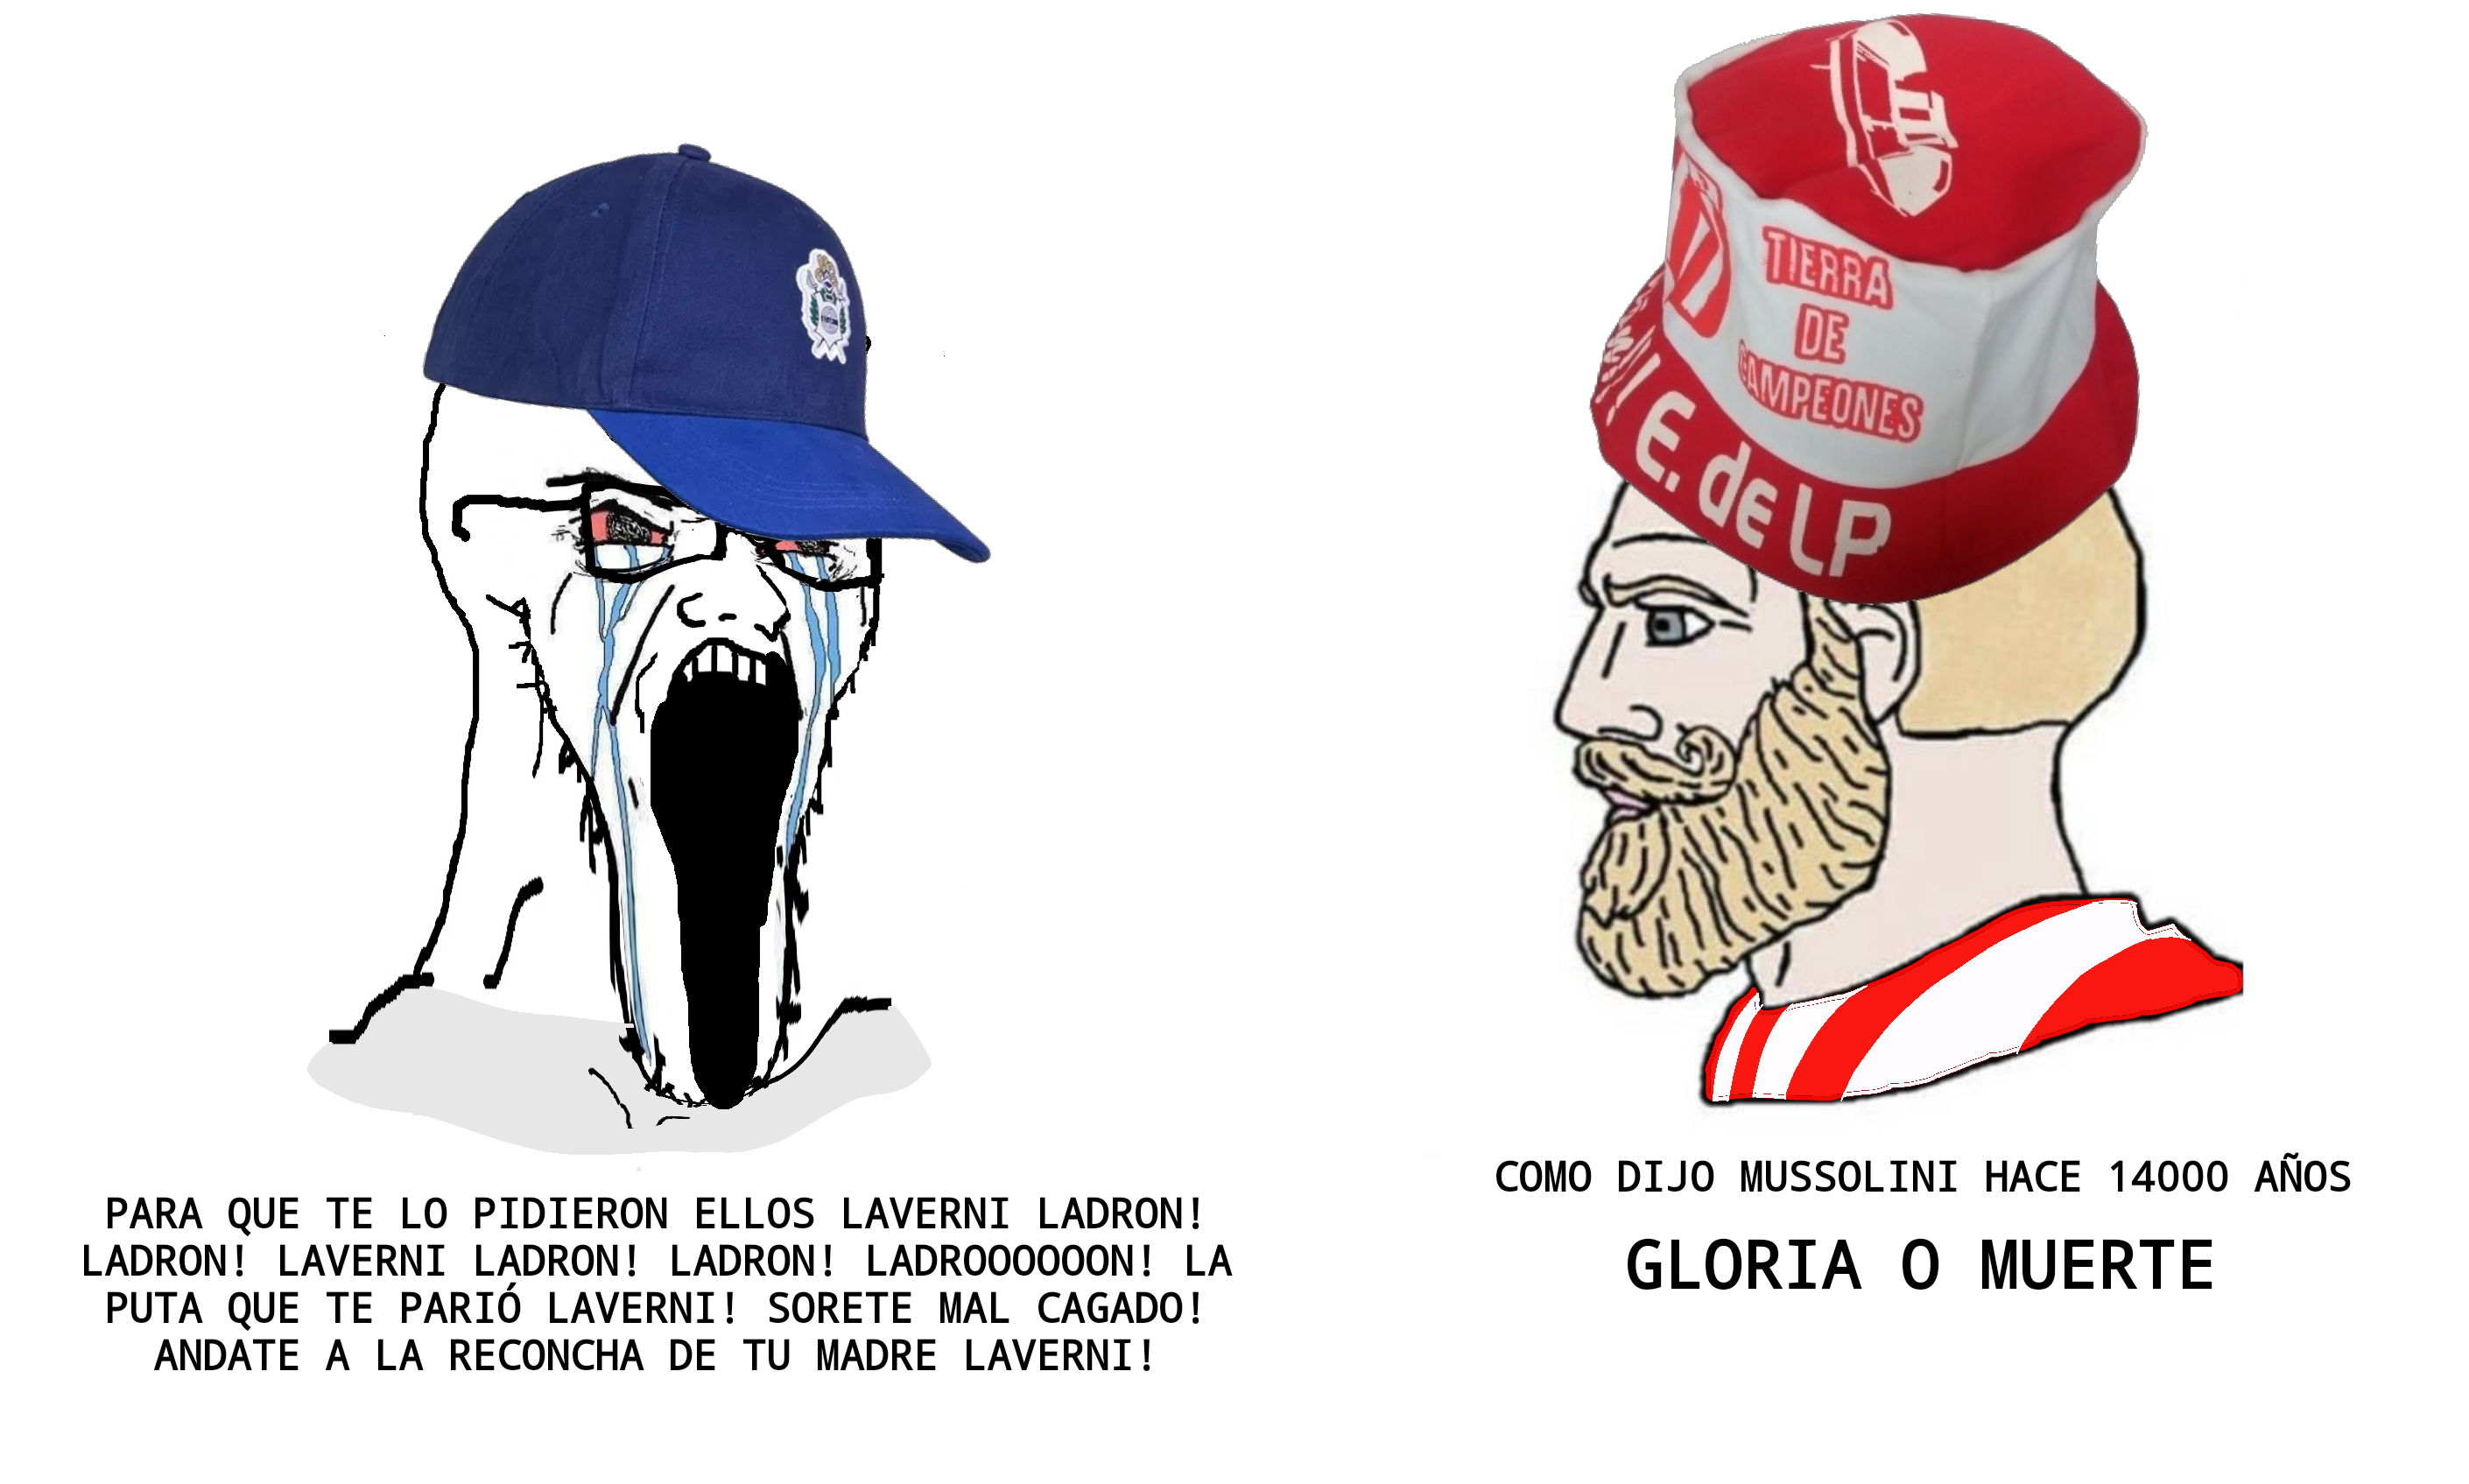 TIERRA
DE
CAMPEONES
E. de LP
PARA QUE TE LO PIDIERON ELLOS LAVERNI LADRON!
LADRON! LAVERNI LADRON! LADRON! LADROOOOOON! LA
PUTA QUE TE PARIÓ LAVERNI! SORETE MAL CAGADO!
ANDATE A LA RECONCHA DE TU MADRE LAVERNI!
COMO DIJO MUSSOLINI HACE 14000 AÑOS
GLORIA O MUERTE